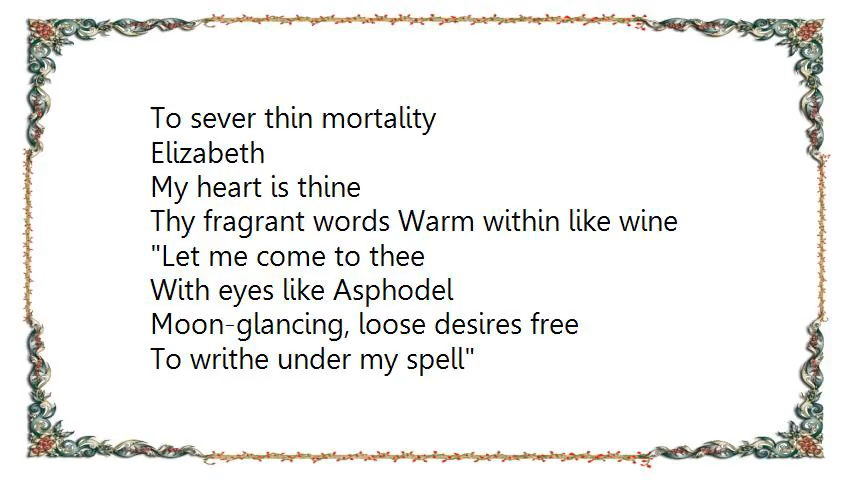 To sever thin mortality
Elizabeth
My heart is thine
Thy fragrant words Warm within like wine
"Let me come to thee
With eyes like Asphodel
Moon-glancing, loose desires free
To writhe under my spell"